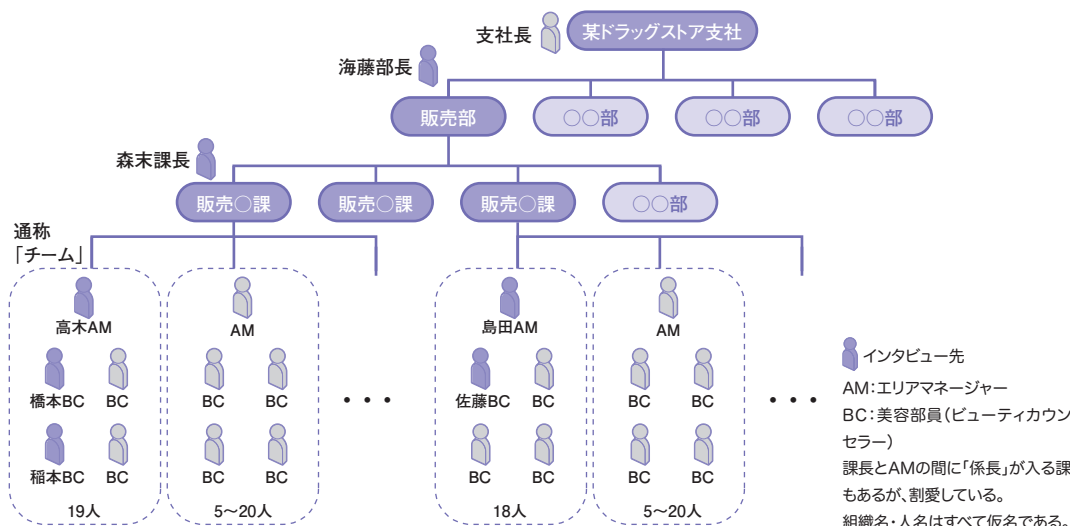 支社長
某ドラッグストア支社
海藤部長
販売部
○○部
○○部
○○部
森末課長
販売○課
販売○課
販売○課
○○部
通称
「チーム」
高木AM
AM
島田AM
AM
橋本BC
BC
BC
BC
佐藤BC
BC
BC
BC
稲本BC
BC
BC
BC
BC
BC
BC
BC
19人
5〜20人
18人
5〜20人
・・・
・・・
インタビュー先
AM:エリアマネージャー
BC:美容部員(ビューティカウン
セラー)
課長とAMの間に「係長」が入る課
もあるが、割愛している。
組織名・人名はすべて仮名である。